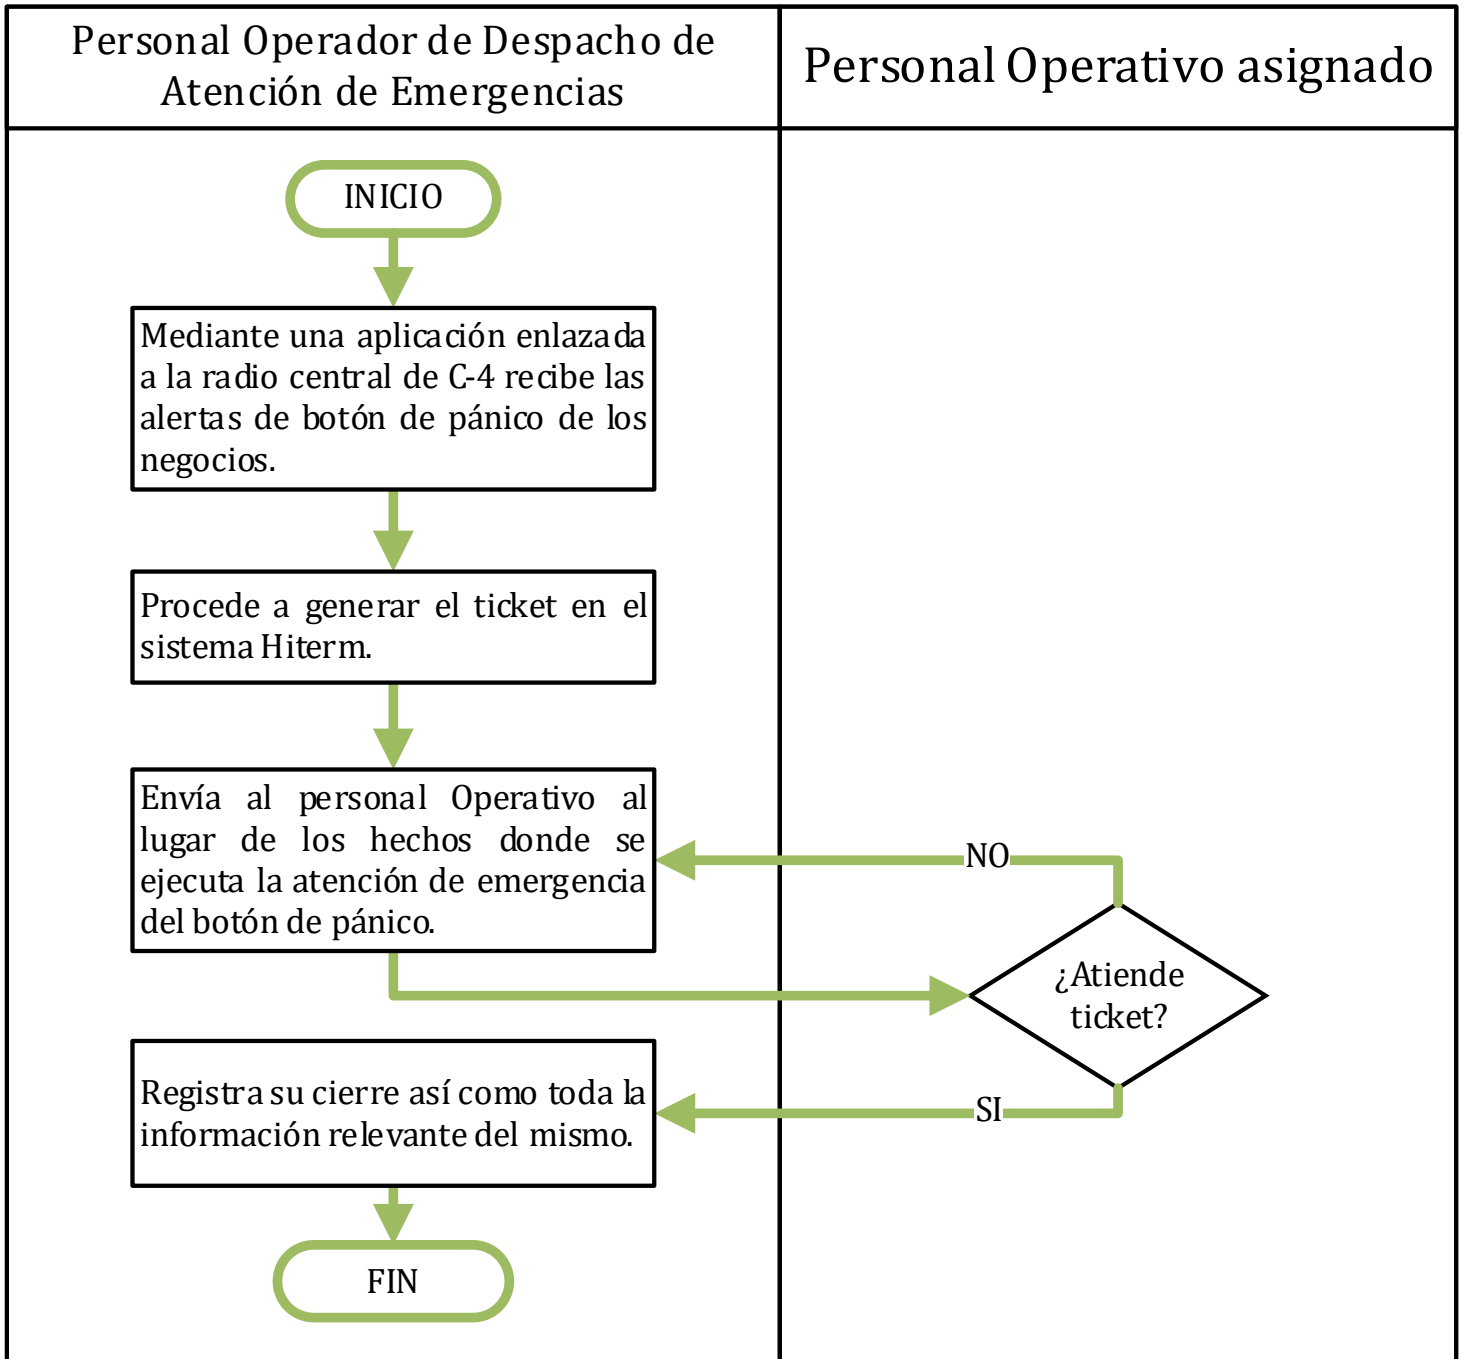 Personal Operador de Despacho de
Atención de Emergencias
Personal Operativo asignado
INICIO
Mediante una aplicación enlazada
a la radio central de C-4 recibe las
alertas de botón de pánico de los
negocios.
Procede a generar el ticket en el
sistema Hiterm.
Envía al personal Operativo al
lugar de los hechos donde se
ejecuta la atención de emergencia
del botón de pánico.
NO
¿Atiende
ticket?
SI
Registra su cierre así como toda la
información relevante del mismo.
FIN